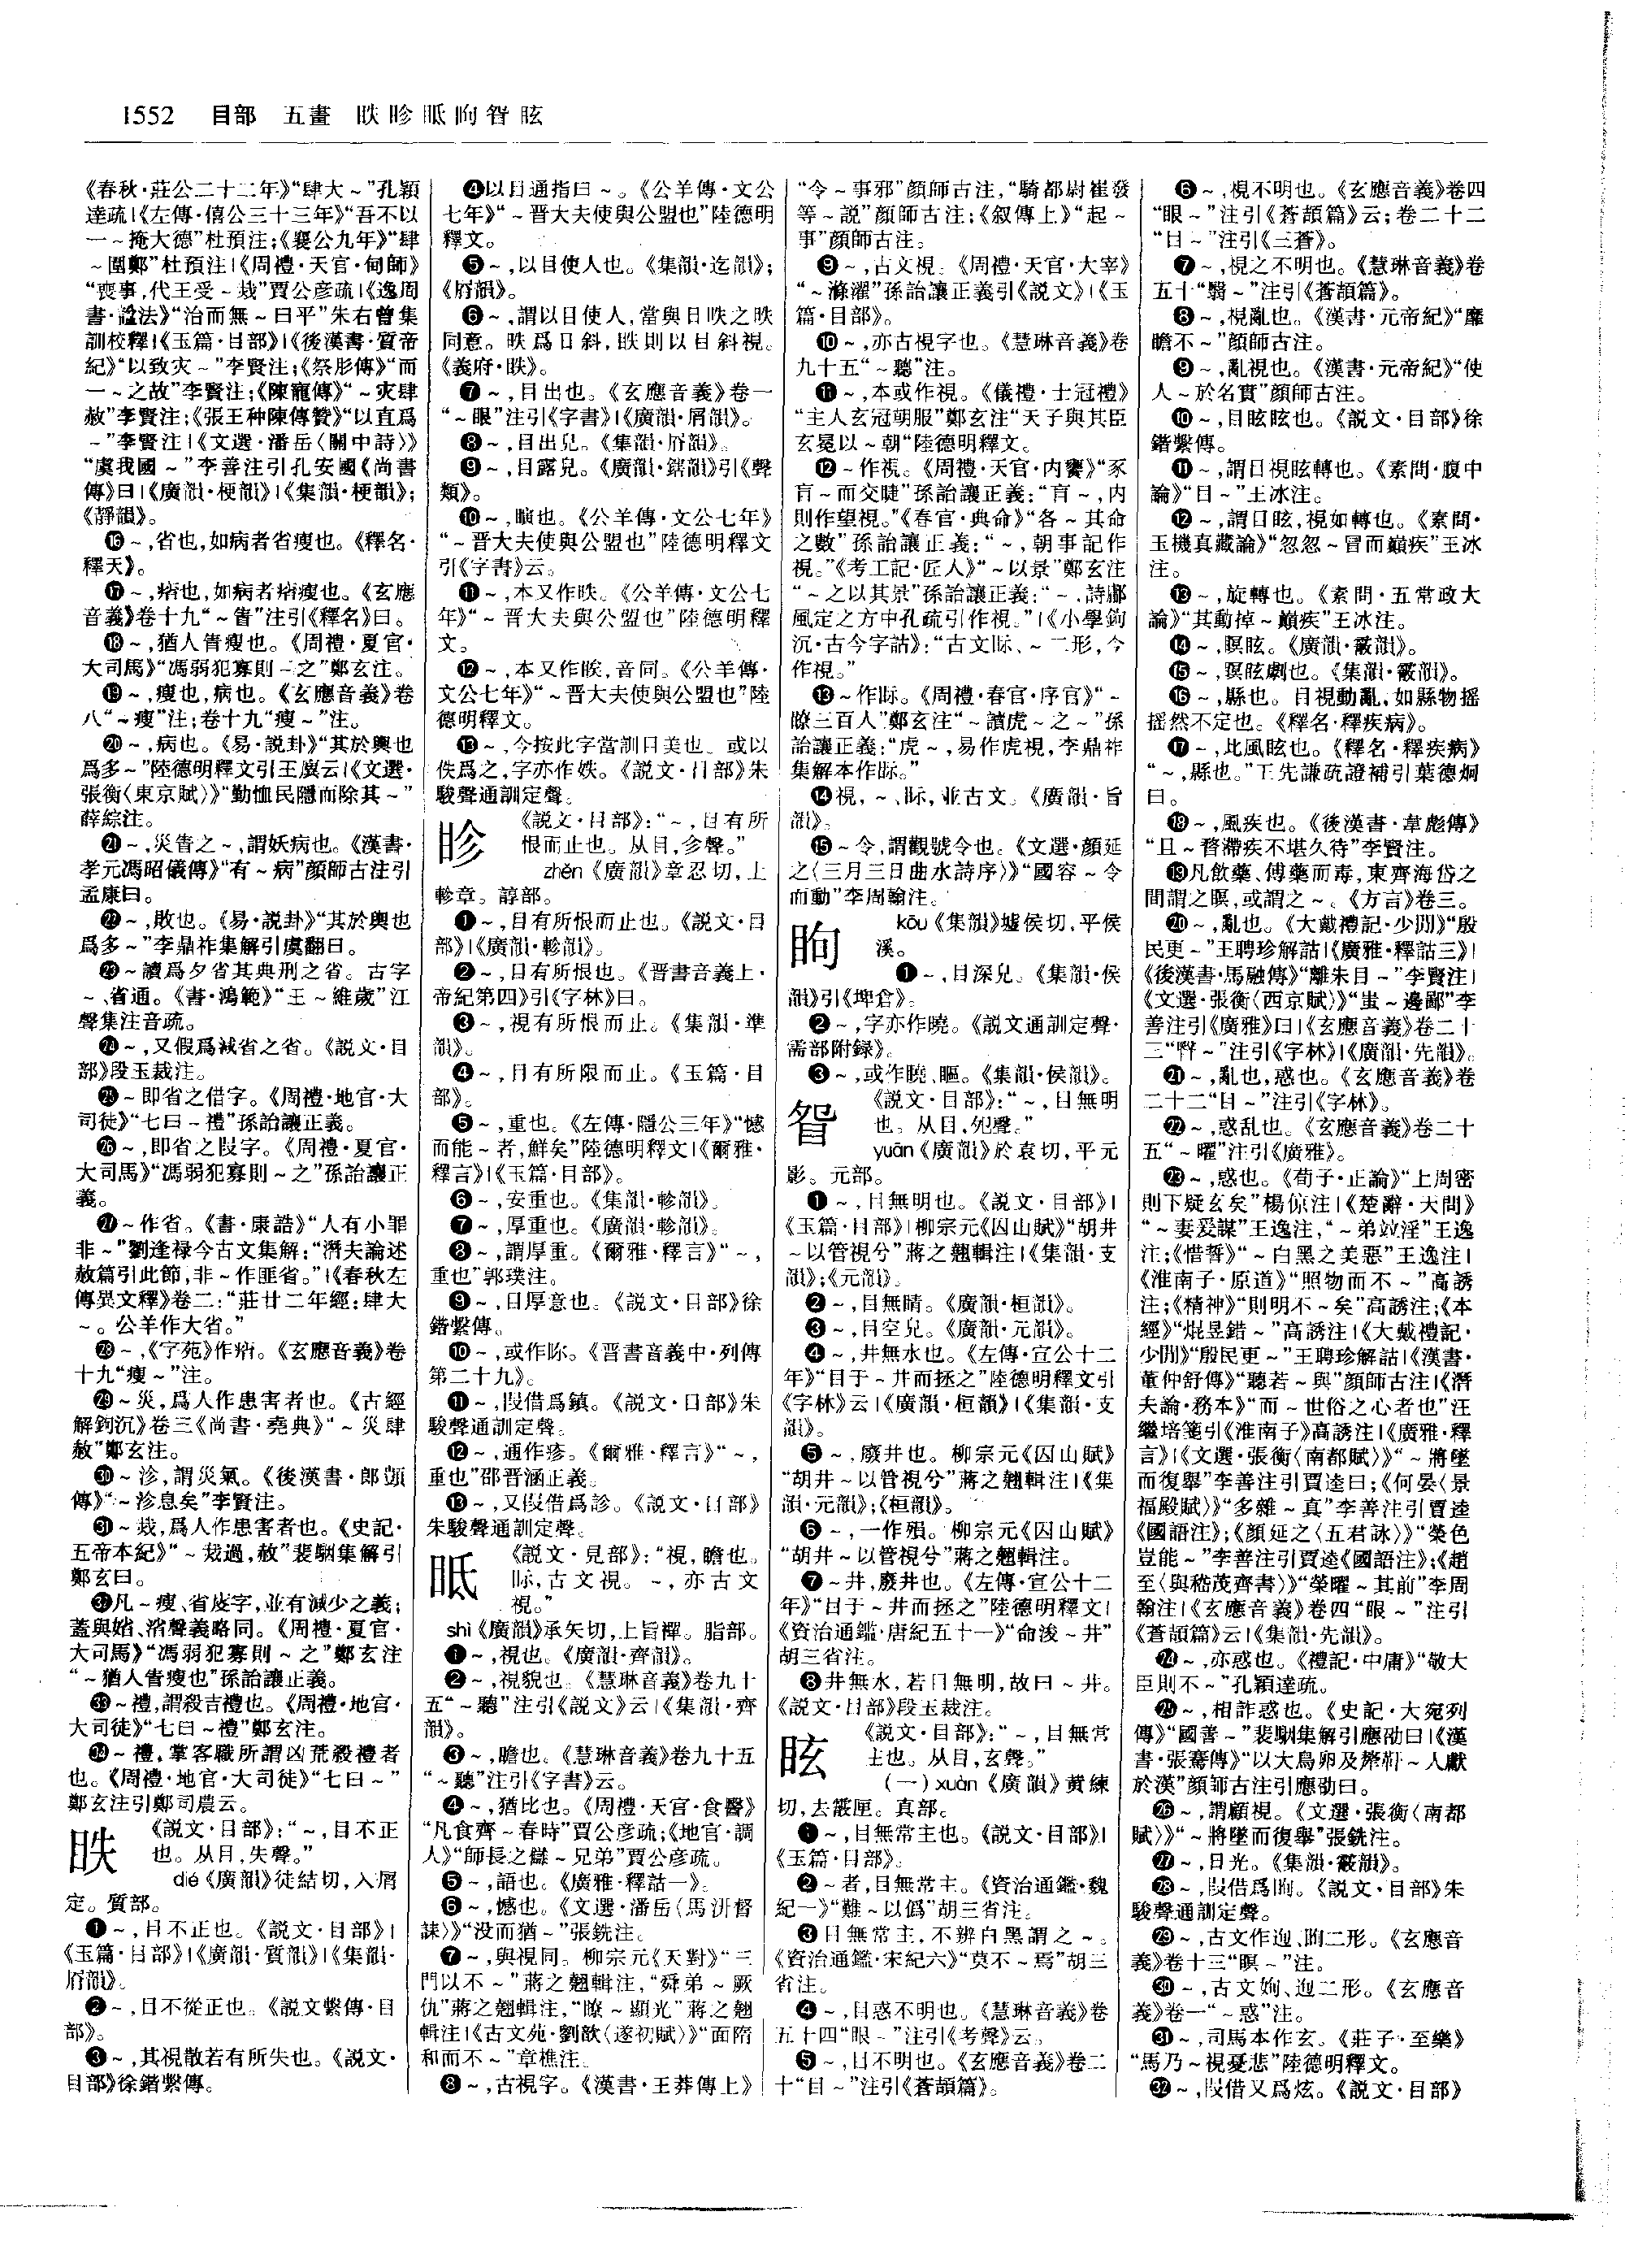 1552 目部 五畫 眣眕眡眗眢眩
《春秋·莊公二十二年》“肆大～”孔穎
達疏|《左傳·僖公三十三年》“吾不以
一～掩大德”杜預注;《襄公九年》“肆
～圍鄭”杜預注|《周禮·天官·甸師》
“喪事,代王受～烖”賈公彦疏|《逸周
書·謚法》“治而無～曰平”朱右曾集
訓校釋|《玉篇·目部》|《後漢書·質帝
紀》“以致灾～”李賢注;《祭肜傳》“而
一～之故”李賢注;《陳寵傳》“～灾肆
赦”李賢注;《張王种陳傳贊》“以直爲
～”李賢注|《文選·潘岳〈關中詩〉》
“虞我國～”李善注引孔安國《尚書
傳》曰|《廣韻·梗韻》|《集韻·梗韻》;
《靜韻》。
⓰～,省也,如病者省瘦也。《釋名·
釋天》。
⓱～,㾪也,如病者㾪瘦也。《玄應
音義》卷十九“～眚”注引《釋名》曰。
⓲～,猶人眚瘦也。《周禮·夏官·
大司馬》“馮弱犯寡則～之”鄭玄注。
⓳～,瘦也,病也。《玄應音義》卷
八“～瘦”注;卷十九“瘦～”注。
⓴～,病也。《易·説卦》“其於輿也
爲多～”陸德明釋文引王廙云|《文選·
張衡〈東京賦〉》“勤恤民隱而除其～”
薛綜注。
㉑～,災眚之～,謂妖病也。《漢書·
孝元馮昭儀傳》“有～病”顔師古注引
孟康曰。
㉒～,敗也。《易·説卦》“其於輿也
爲多～”李鼎祚集解引虞翻曰。
㉓～讀爲夕省其典刑之省。古字
～、省通。《書·鴻範》“王～維歲”江
聲集注音疏。
㉔～,又假爲減省之省。《説文·目
部》段玉裁注。
㉕～即省之借字。《周禮·地官·大
司徒》“七曰～禮”孫詒讓正義。
㉖～,即省之叚字。《周禮·夏官·
大司馬》“馮弱犯寡則～之”孫詒讓正
義。
㉗～作省。《書·康誥》“人有小罪
非～”劉逢禄今古文集解:“潛夫論述
赦篇引此節,非～作匪省。”|《春秋左
傳異文釋》卷二:“莊廿二年經:肆大
～。公羊作大省。”
㉘～,《字苑》作㾪。《玄應音義》卷
十九“瘦～”注。
㉙～災,爲人作患害者也。《古經
解鉤沉》卷三《尚書·堯典》“～災肆
赦”鄭玄注。
㉚～沴,謂災氣。《後漢書·郎顗
傳》“～沴息矣”李賢注。
㉛～烖,爲人作患害者也。《史記·
五帝本紀》“～烖過,赦”裴駰集解引
鄭玄曰。
㉜凡～瘦、省㾪字,並有減少之義;
蓋與媘、渻聲義略同。《周禮·夏官·
大司馬》“馮弱犯寡則～之”鄭玄注
“～猶人眚瘦也”孫詒讓正義。
㉝～禮,謂殺吉禮也。《周禮·地官·
大司徒》“七曰～禮”鄭玄注。
㉞～禮,掌客職所謂凶荒殺禮者
也。《周禮·地官·大司徒》“七曰～”
鄭玄注引鄭司農云。
眣 《説文·目部》:“～,目不正
也。从目,失聲。”
dié《廣韻》徒結切,入屑
定。質部。
❶～,目不正也。《説文·目部》|
《玉篇·目部》|《廣韻·質韻》|《集韻·
屑韻》。
❷～,目不從正也。《説文繫傳·目
部》。
❸～,其視散若有所失也。《説文·
目部》徐鍇繫傳。
❹以目通指曰～。《公羊傳·文公
七年》“～晋大夫使與公盟也”陸德明
釋文。
❺～,以目使人也。《集韻·迄韻》;
《屑韻》。
❻～,謂以目使人,當與日昳之昳
同意。昳爲日斜,眣則以目斜視。
《義府·眣》。
❼～,目出也。《玄應音義》卷一
“～眼”注引《字書》|《廣韻·屑韻》。
❽～,目出皃。《集韻·屑韻》。
❾～,目露皃。《廣韻·鎋韻》引《聲
類》。
❿～,瞚也。《公羊傳·文公七年》
“～晋大夫使與公盟也”陸德明釋文
引《字書》云。
⓫～,本又作昳。《公羊傳·文公七
年》“～晋大夫與公盟也”陸德明釋
文。
⓬～,本又作䀢,音同。《公羊傳·
文公七年》“～晋大夫使與公盟也”陸
德明釋文。
⓭～,今按此字當訓目美也。或以
佚爲之,字亦作妷。《説文·目部》朱
駿聲通訓定聲。
眕 《説文·目部》:“～,目有所
恨而止也。从目,㐱聲。”
zhěn《廣韻》章忍切,上
軫章。諄部。
❶～,目有所恨而止也。《説文·目
部》|《廣韻·軫韻》。
❷～,目有所恨也。《晋書音義上·
帝紀第四》引《字林》曰。
❸～,視有所恨而止。《集韻·準
韻》。
❹～,目有所限而止。《玉篇·目
部》。
❺～,重也。《左傳·隱公三年》“憾
而能～者,鮮矣”陸德明釋文|《爾雅·
釋言》|《玉篇·目部》。
❻～,安重也。《集韻·軫韻》。
❼～,厚重也。《廣韻·軫韻》。
❽～,謂厚重。《爾雅·釋言》“～,
重也”郭璞注。
❾～,目厚意也。《説文·目部》徐
鍇繫傳。
❿～,或作眎。《晋書音義中·列傳
第二十九》。
⓫～,叚借爲鎮。《説文·目部》朱
駿聲通訓定聲。
⓬～,通作疹。《爾雅·釋言》“～,
重也”邵晋涵正義。
⓭～,又叚借爲診。《説文·目部》
朱駿聲通訓定聲。
眡 《説文·見部》:“視,瞻也。
眎,古文視。～,亦古文
視。”
shì《廣韻》承矢切,上旨禪。脂部。
❶～,視也。《廣韻·齊韻》。
❷～,視貌也。《慧琳音義》卷九十
五“～聽”注引《説文》云|《集韻·齊
韻》。
❸～,瞻也。《慧琳音義》卷九十五
“～聽”注引《字書》云。
❹～,猶比也。《周禮·天官·食醫》
“凡食齊～春時”賈公彦疏;《地官·調
人》“師長之讎～兄弟”賈公彦疏。
❺～,語也。《廣雅·釋詁一》。
❻～,憾也。《文選·潘岳〈馬汧督
誄〉》“没而猶～”張銑注。
❼～,與視同。柳宗元《天對》“三
門以不～”蔣之翹輯注,“舜弟～厥
仇”蔣之翹輯注,“瞭～顯光”蔣之翹
輯注|《古文苑·劉歆〈遂初賦〉》“面隋
和而不～”章樵注。
❽～,古視字。《漢書·王莽傳上》
“令～事邪”顔師古注,“騎都尉崔發
等～説”顔師古注;《叙傳上》“起～
事”顔師古注。
❾～,古文視。《周禮·天官·大宰》
“～滌濯”孫詒讓正義引《説文》|《玉
篇·目部》。
❿～,亦古視字也。《慧琳音義》卷
九十五“～聽”注。
⓫～,本或作視。《儀禮·士冠禮》
“主人玄冠朝服”鄭玄注“天子與其臣
玄冕以～朝”陸德明釋文。
⓬～作視。《周禮·天官·内饔》“豕
盲～而交睫”孫詒讓正義:“盲～,内
則作望視。”《春官·典命》“各～其命
之數”孫詒讓正義:“～,朝事記作
視。”《考工記·匠人》“～以景”鄭玄注
“～之以其景”孫詒讓正義:“～,詩鄘
風定之方中孔疏引作視。”|《小學鉤
沉·古今字詁》:“古文眎、～二形,今
作視。”
⓭～作眎。《周禮·春官·序官》“～
瞭三百人”鄭玄注“～讀虎～之～”孫
詒讓正義:“虎～,易作虎視,李鼎祚
集解本作眎。”
⓮視,～、眎,並古文。《廣韻·旨
韻》。
⓯～令,謂觀號令也。《文選·顔延
之〈三月三日曲水詩序〉》“國容～令
而動”李周翰注。
眗 kōu《集韻》墟侯切,平侯
溪。
❶～,目深皃。《集韻·侯
韻》引《埤倉》。
❷～,字亦作䁱。《説文通訓定聲·
需部附録》。
❸～,或作䁱、瞘。《集韻·侯韻》。
眢 《説文·目部》:“～,目無明
也。从目,夗聲。”
yuān《廣韻》於袁切,平元
影。元部。
❶～,目無明也。《説文·目部》|
《玉篇·目部》|柳宗元《囚山賦》“胡井
～以管視兮”蔣之翹輯注|《集韻·支
韻》;《元韻》。
❷～,目無睛。《廣韻·桓韻》。
❸～,目空皃。《廣韻·元韻》。
❹～,井無水也。《左傳·宣公十二
年》“目于～井而拯之”陸德明釋文引
《字林》云|《廣韻·桓韻》|《集韻·支
韻》。
❺～,廢井也。柳宗元《囚山賦》
“胡井～以管視兮”蔣之翹輯注|《集
韻·元韻》;《桓韻》。
❻～,一作殞。柳宗元《囚山賦》
“胡井～以管視兮”蔣之翹輯注。
❼～井,廢井也。《左傳·宣公十二
年》“目于～井而拯之”陸德明釋文|
《資治通鑑·唐紀五十一》“命浚～井”
胡三省注。
❽井無水,若目無明,故曰～井。
《説文·目部》段玉裁注。
眩 《説文·目部》:“～,目無常
主也。从目,玄聲。”
(一)xuàn《廣韻》黄練
切,去霰匣。真部。
❶～,目無常主也。《説文·目部》|
《玉篇·目部》。
❷～者,目無常主。《資治通鑑·魏
紀一》“難～以僞”胡三省注。
❸目無常主,不辨白黑謂之～。
《資治通鑑·宋紀六》“莫不～焉”胡三
省注。
❹～,目惑不明也。《慧琳音義》卷
五十四“眼～”注引《考聲》云。
❺～,目不明也。《玄應音義》卷二
十“目～”注引《蒼頡篇》。
❻～,視不明也。《玄應音義》卷四
“眼～”注引《蒼頡篇》云;卷二十二
“目～”注引《三蒼》。
❼～,視之不明也。《慧琳音義》卷
五十“翳～”注引《蒼頡篇》。
❽～,視亂也。《漢書·元帝紀》“靡
瞻不～”顔師古注。
❾～,亂視也。《漢書·元帝紀》“使
人～於名實”顔師古注。
❿～,目眩眩也。《説文·目部》徐
鍇繫傳。
⓫～,謂目視眩轉也。《素問·腹中
論》“目～”王冰注。
⓬～,謂目眩,視如轉也。《素問·
玉機真藏論》“忽忽～冒而巔疾”王冰
注。
⓭～,旋轉也。《素問·五常政大
論》“其動掉～巔疾”王冰注。
⓮～,瞑眩。《廣韻·霰韻》。
⓯～,瞑眩劇也。《集韻·霰韻》。
⓰～,縣也。目視動亂,如縣物摇
摇然不定也。《釋名·釋疾病》。
⓱～,比風眩也。《釋名·釋疾病》
“～,縣也。”王先謙疏證補引葉德炯
曰。
⓲～,風疾也。《後漢書·韋彪傳》
“且～瞀滯疾不堪久待”李賢注。
⓳凡飲藥、傅藥而毒,東齊海岱之
間謂之瞑,或謂之～。《方言》卷三。
⓴～,亂也。《大戴禮記·少閒》“殷
民更～”王聘珍解詁|《廣雅·釋詁三》|
《後漢書·馬融傳》“離朱目～”李賢注|
《文選·張衡〈西京賦〉》“蚩～邊鄙”李
善注引《廣雅》曰|《玄應音義》卷二十
三“瞖～”注引《字林》|《廣韻·先韻》。
㉑～,亂也,惑也。《玄應音義》卷
二十二“目～”注引《字林》。
㉒～,惑乱也。《玄應音義》卷二十
五“～曜”注引《廣雅》。
㉓～,惑也。《荀子·正論》“上周密
則下疑玄矣”楊倞注|《楚辭·天問》
“～妻爰謀”王逸注,“～弟竝淫”王逸
注;《惜誓》“～白黑之美惡”王逸注|
《淮南子·原道》“照物而不～”高誘
注;《精神》“則明不～矣”高誘注;《本
經》“焜昱錯～”高誘注|《大戴禮記·
少閒》“殷民更～”王聘珍解詁|《漢書·
董仲舒傳》“聽若～與”顔師古注|《潛
夫論·務本》“而～世俗之心者也”汪
繼培箋引《淮南子》高誘注|《廣雅·釋
言》|《文選·張衡〈南都賦〉》“～將墜
而復舉”李善注引賈逵曰;《何晏〈景
福殿賦〉》“多雜～真”李善注引賈逵
《國語注》;《顔延之〈五君詠〉》“榮色
豈能～”李善注引賈逵《國語注》;《趙
至〈與嵇茂齊書〉》“榮曜～其前”李周
翰注|《玄應音義》卷四“眼～”注引
《蒼頡篇》云|《集韻·先韻》。
㉔～,亦惑也。《禮記·中庸》“敬大
臣則不～”孔穎達疏。
㉕～,相詐惑也。《史記·大宛列
傳》“國善～”裴駰集解引應劭曰|《漢
書·張騫傳》“以大鳥卵及犛靬～人獻
於漢”顔師古注引應劭曰。
㉖～,謂顧視。《文選·張衡〈南都
賦〉》“～將墜而復舉”張銑注。
㉗～,目光。《集韻·霰韻》。
㉘～,叚借爲眴。《説文·目部》朱
駿聲通訓定聲。
㉙～,古文作迿、眴二形。《玄應音
義》卷十三“瞑～”注。
㉚～,古文姰、迿二形。《玄應音
義》卷一“～惑”注。
㉛～,司馬本作玄。《莊子·至樂》
“馬乃～視憂悲”陸德明釋文。
㉜～,叚借又爲炫。《説文·目部》